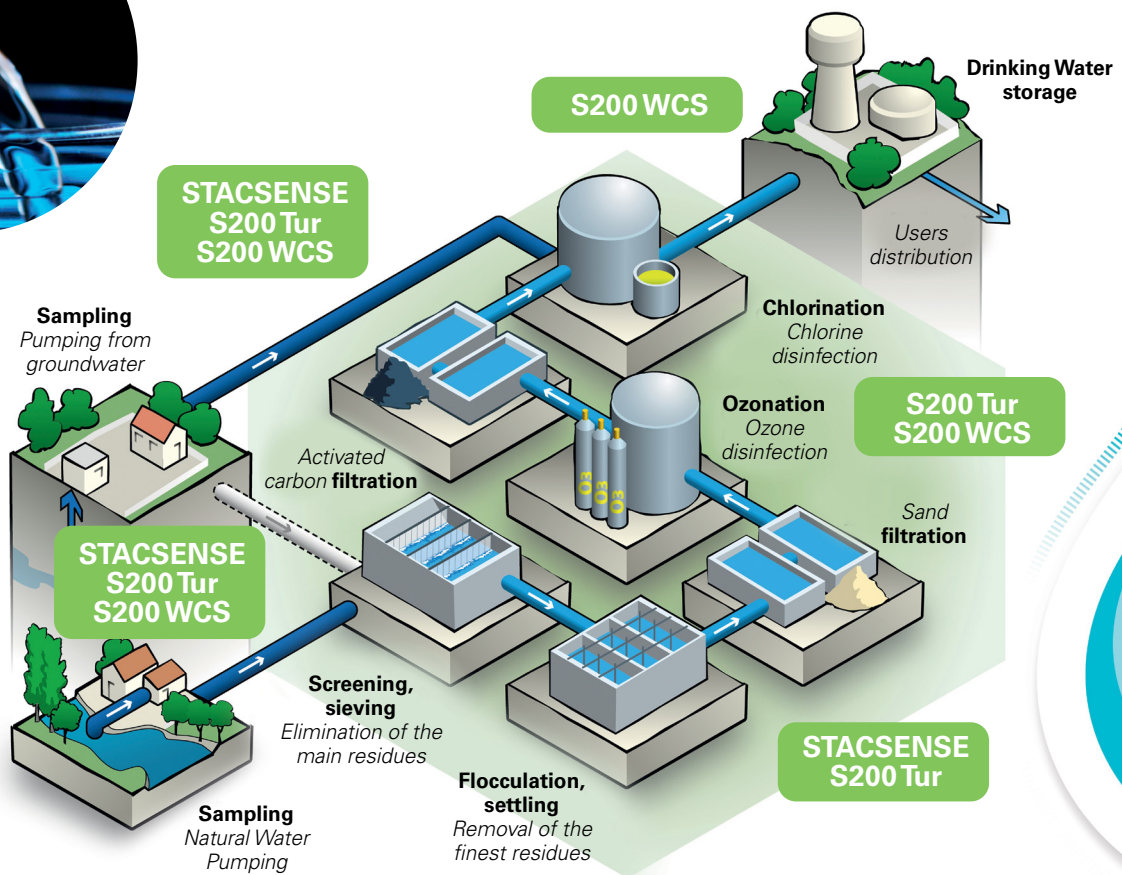 S200 WCS
Drinking Water
storage
STACSENSE
S200 Tur
S200 WCS
Users
distribution
Sampling
Pumping from
groundwater
Chlorination
Chlorine
disinfection
Ozonation
Ozone
disinfection
S200 Tur
S200 WCS
O3
O3
O3
Activated
carbon filtration
Sand
filtration
STACSENSE
S200 Tur
S200 WCS
Screening,
sieving
Elimination of the
main residues
Flocculation,
settling
Removal of the
finest residues
STACSENSE
S200 Tur
Sampling
Natural Water
Pumping